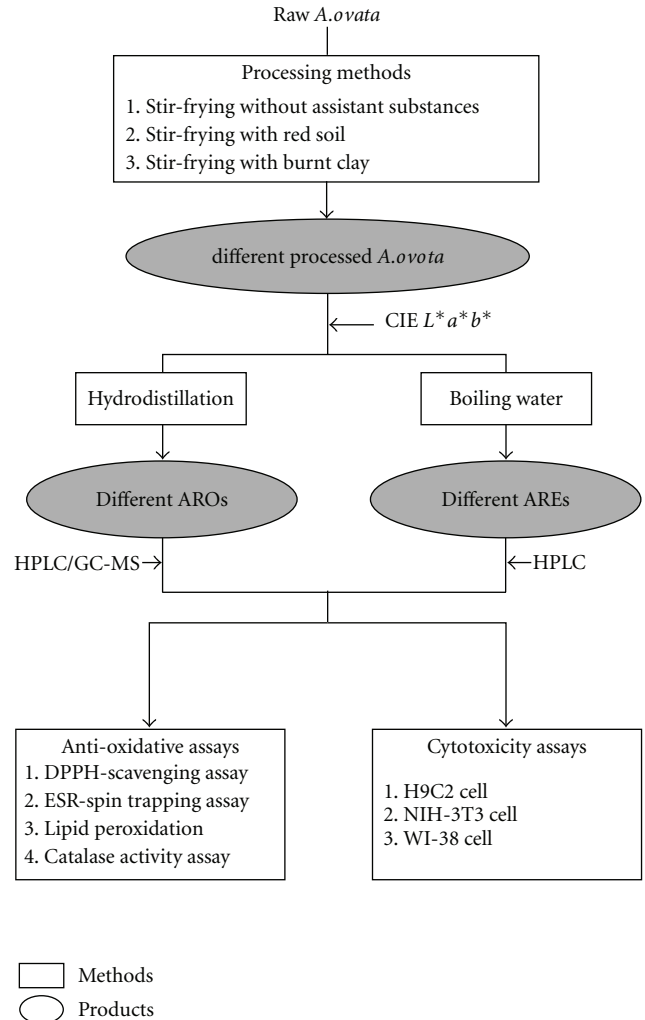 Raw A.ovata
Processing methods
1. Stir-frying without assistant substances
2. Stir-frying with red soil
3. Stir-frying with burnt clay
different processed A.ovota
CIE L* a* b*
Hydrodistillation
Boiling water
Different AROs
Different AREs
HPLC/GC-MS
HPLC
Anti-oxidative assays
1. DPPH-scavenging assay
2. ESR-spin trapping assay
3. Lipid peroxidation
4. Catalase activity assay
Cytotoxicity assays
1. H9C2 cell
2. NIH-3T3 cell
3. WI-38 cell
Methods
Products